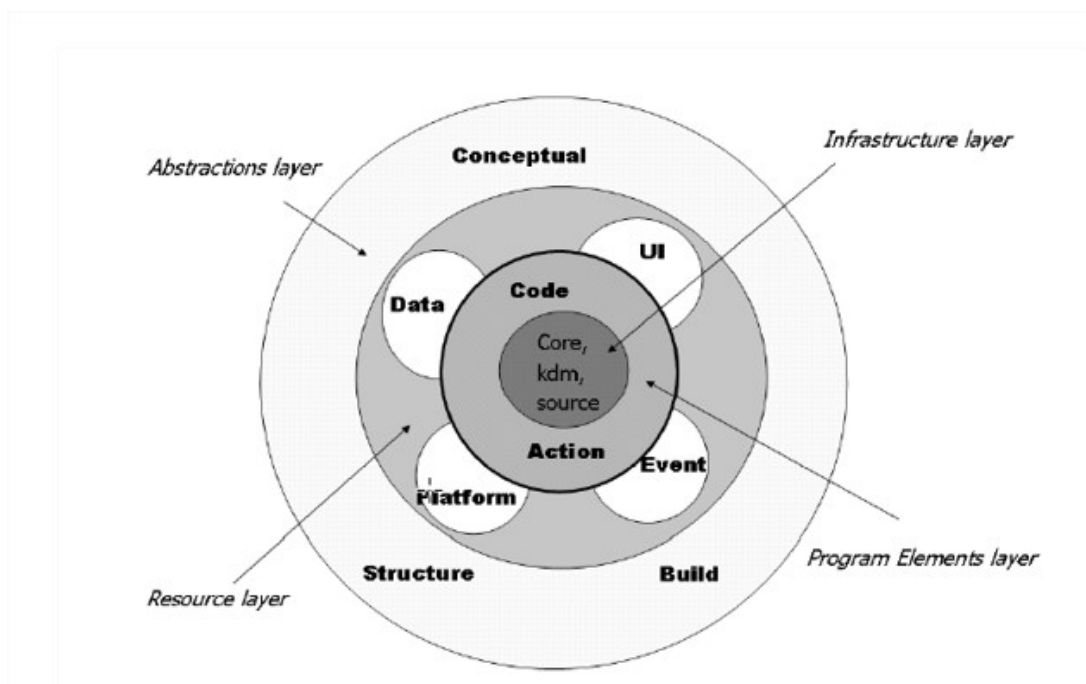 Infrastructure layer
Conceptual
Abstractions layer
UI
Data
Code
Core,
kdm,
source
Action
Event
Platform
Program Elements layer
Structure
Build
Resource layer